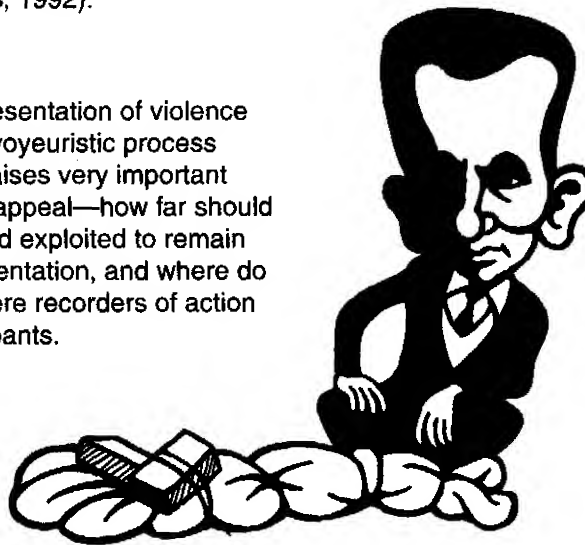 s, 1992).
esentation of violence
voyeuristic process
aises very important
appeal—how far should
d exploited to remain
entation, and where do
ere recorders of action
pants.